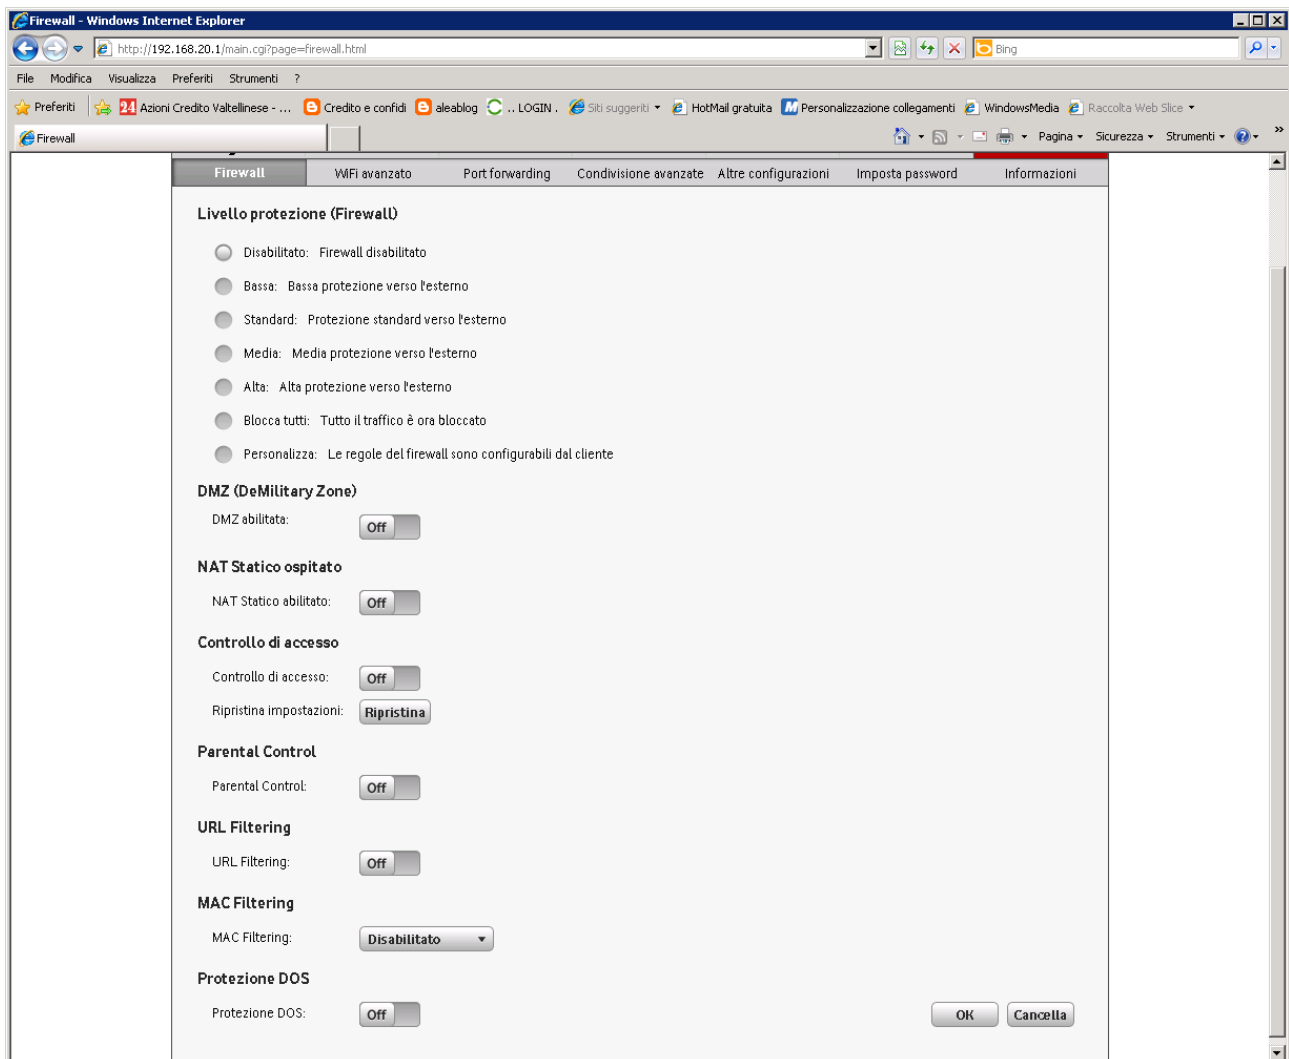 Firewall - Windows Internet Explorer
http://192.168.20.1/main.cgi?page=firewall.html
Bing
File Modifica Visualizza Preferiti Strumenti ?
Preferiti 24 Azioni Credito Valtellinese - ... Credito e confidi aleablog .. LOGIN . Siti suggeriti HotMail gratuita Personalizzazione collegamenti WindowsMedia Raccolta Web Slice
Firewall Pagina Sicurezza Strumenti »
Firewall WiFi avanzato Port forwarding Condivisione avanzate Altre configurazioni Imposta password Informazioni
Livello protezione (Firewall)
Disabilitato: Firewall disabilitato
Bassa: Bassa protezione verso l'esterno
Standard: Protezione standard verso l'esterno
Media: Media protezione verso l'esterno
Alta: Alta protezione verso l'esterno
Blocca tutti: Tutto il traffico è ora bloccato
Personalizza: Le regole del firewall sono configurabili dal cliente
DMZ (DeMilitary Zone)
DMZ abilitata: Off
NAT Statico ospitato
NAT Statico abilitato: Off
Controllo di accesso
Controllo di accesso: Off
Ripristina impostazioni: Ripristina
Parental Control
Parental Control: Off
URL Filtering
URL Filtering: Off
MAC Filtering
MAC Filtering: Disabilitato
Protezione DOS
Protezione DOS: Off OK Cancella